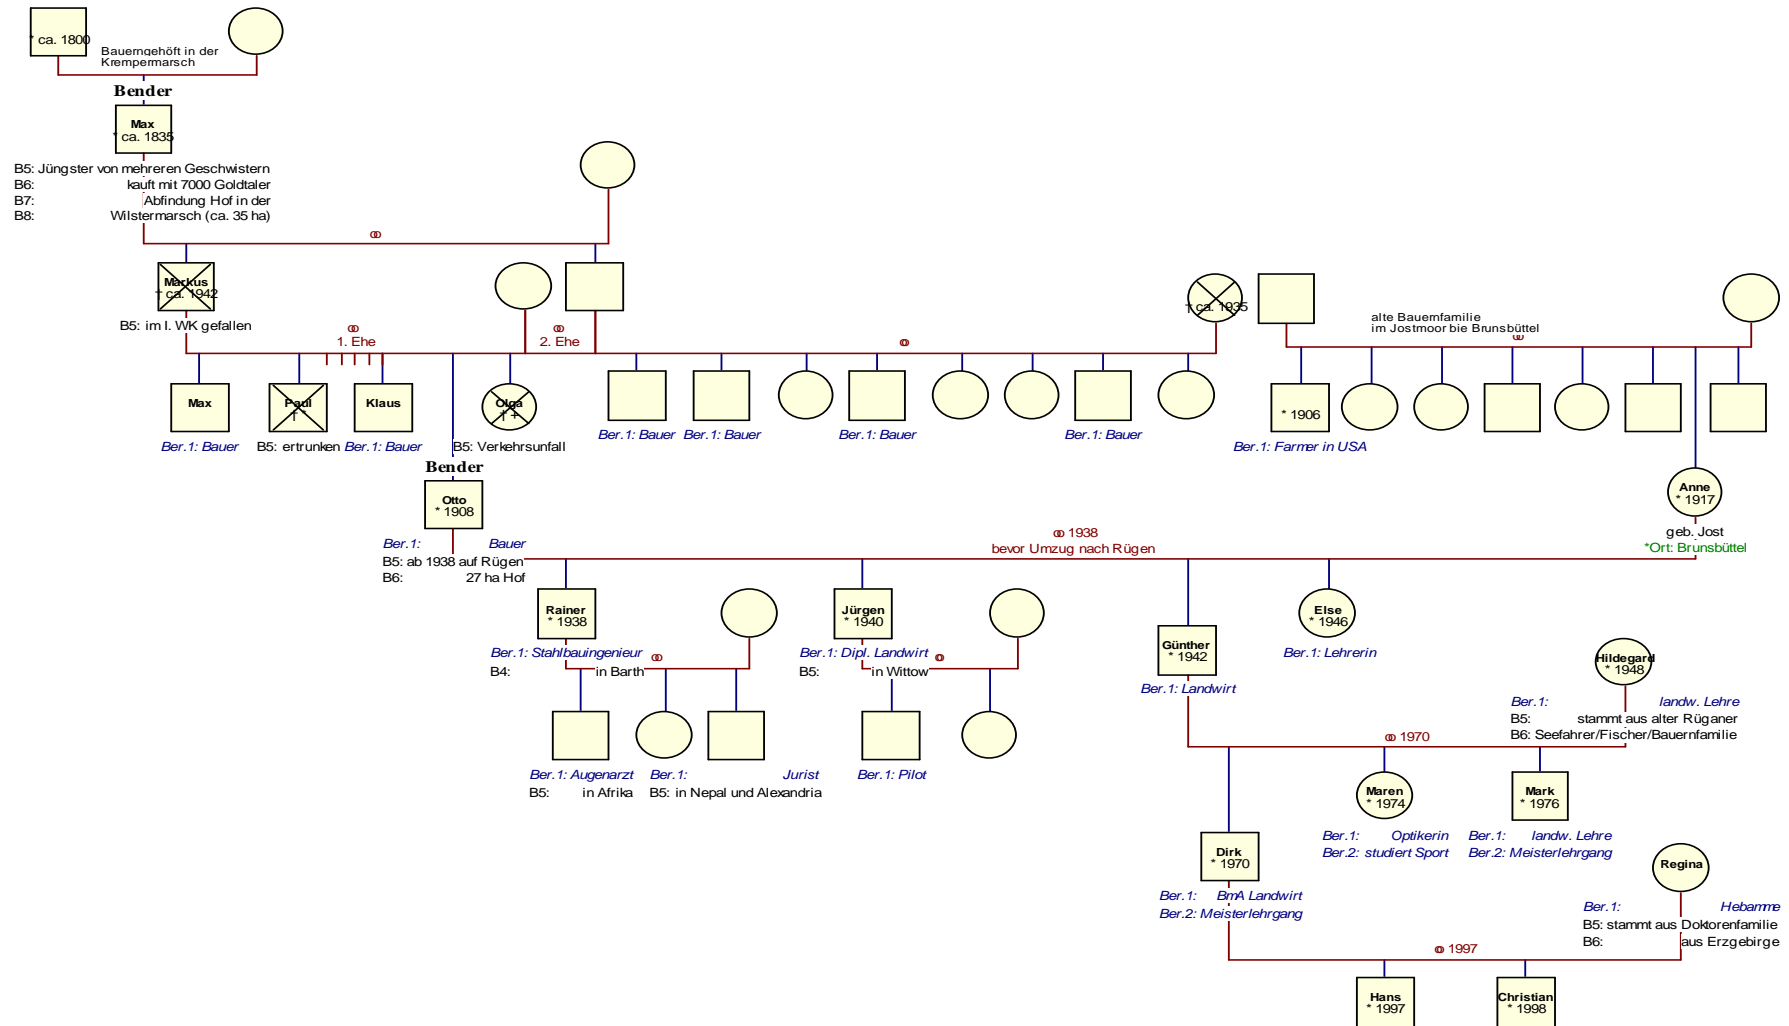 * ca. 1800
Bauerngehöft in der
Krempermarsch
Bender
Max
* ca. 1835
B5: Jüngster von mehreren Geschwistern
B6: kauft mit 7000 Goldtaler
B7: Abfindung Hof in der
B8: Wilstermarsch (ca. 35 ha)
ꝏ
Markus
† ca. 1942
B5: im I. WK gefallen
ꝏ
1. Ehe
ꝏ
2. Ehe
ꝏ
† ca. 1935
alte Bauernfamilie
im Jostmoor bie Brunsbüttel
ꝏ
Max
Ber.1: Bauer
Paul
† *
B5: ertrunken
Klaus
Ber.1: Bauer
Olga
† +
B5: Verkehrsunfall
Ber.1: Bauer
Ber.1: Bauer
Ber.1: Bauer
Ber.1: Bauer
* 1906
Ber.1: Farmer in USA
Bender
Otto
* 1908
Ber.1: Bauer
B5: ab 1938 auf Rügen
B6: 27 ha Hof
Anne
* 1917
geb. Jost
*Ort: Brunsbüttel
ꝏ 1938
bevor Umzug nach Rügen
Rainer
* 1938
Ber.1: Stahlbauingenieur
B4: in Barth
ꝏ
Jürgen
* 1940
Ber.1: Dipl. Landwirt
B5: in Wittow
ꝏ
Günther
* 1942
Ber.1: Landwirt
Else
* 1946
Ber.1: Lehrerin
Hildegard
* 1948
Ber.1: landw. Lehre
B5: stammt aus alter Rüganer
B6: Seefahrer/Fischer/Bauernfamilie
ꝏ 1970
Ber.1: Augenarzt
B5: in Afrika
Ber.1: Jurist
B5: in Nepal und Alexandria
Ber.1: Pilot
Maren
* 1974
Ber.1: Optikerin
Ber.2: studiert Sport
Mark
* 1976
Ber.1: landw. Lehre
Ber.2: Meisterlehrgang
Dirk
* 1970
Ber.1: BmA Landwirt
Ber.2: Meisterlehrgang
Regina
Ber.1: Hebamme
B5: stammt aus Doktorenfamilie
B6: aus Erzgebirge
ꝏ 1997
Hans
* 1997
Christian
* 1998